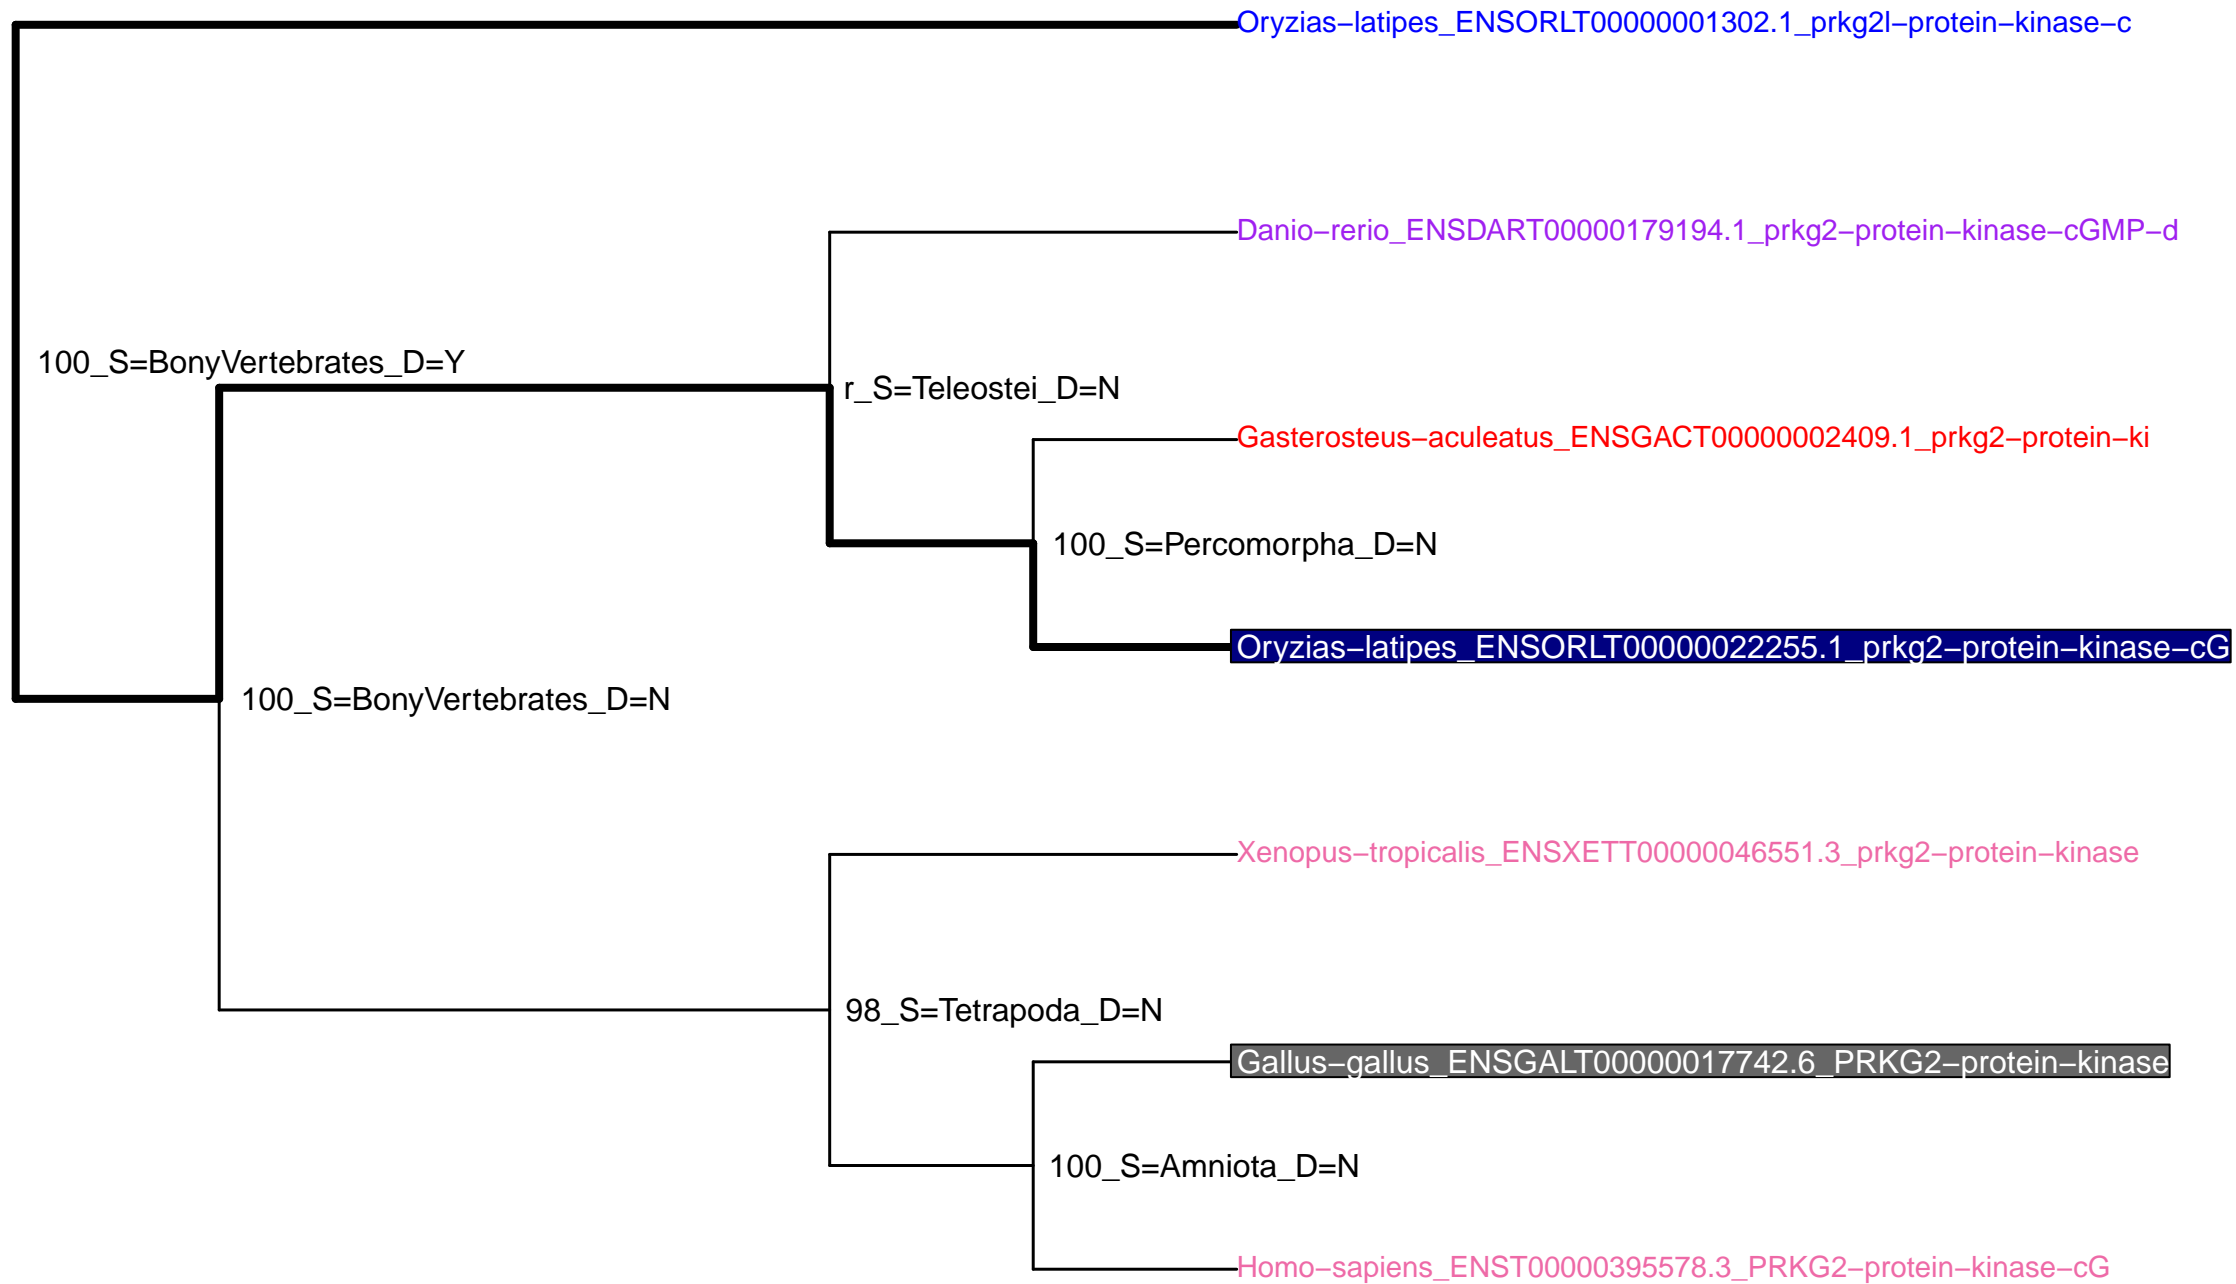 Oryzias−latipes_ENSORLT00000001302.1_prkg2l−protein−kinase−c
Danio−rerio_ENSDART00000179194.1_prkg2−protein−kinase−cGMP−d
100_S=BonyVertebrates_D=Y
r_S=Teleostei_D=N
Gasterosteus−aculeatus_ENSGACT00000002409.1_prkg2−protein−ki
100_S=Percomorpha_D=N
Oryzias−latipes_ENSORLT00000022255.1_prkg2−protein−kinase−cG
100_S=BonyVertebrates_D=N
Xenopus−tropicalis_ENSXETT00000046551.3_prkg2−protein−kinase
98_S=Tetrapoda_D=N
Gallus−gallus_ENSGALT00000017742.6_PRKG2−protein−kinase
100_S=Amniota_D=N
Homo−sapiens_ENST00000395578.3_PRKG2−protein−kinase−cG